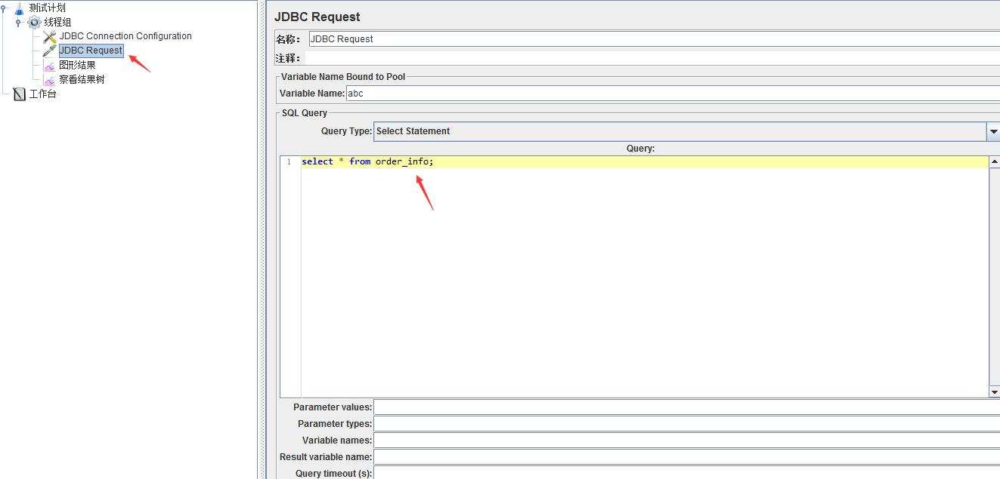 测试计划
线程组
JDBC Connection Configuration
JDBC Request
图形结果
察看结果树
工作台
JDBC Request
名称： JDBC Request
注释：
Variable Name Bound to Pool
Variable Name: abc
SQL Query
Query Type: Select Statement
Query:
1 select * from order_info;
Parameter values:
Parameter types:
Variable names:
Result variable name:
Query timeout (s):